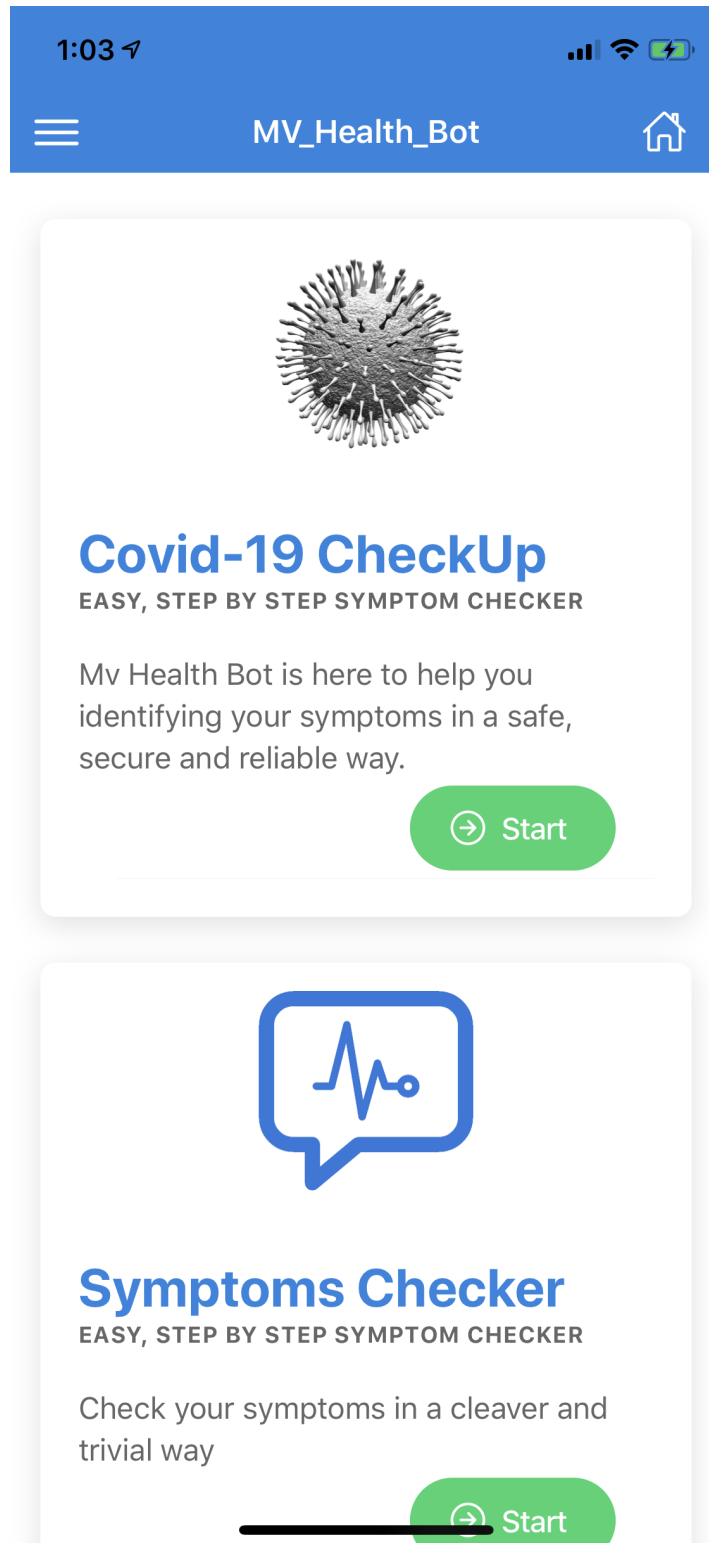 1:03
MV_Health_Bot
Covid-19 CheckUp
EASY, STEP BY STEP SYMPTOM CHECKER
Mv Health Bot is here to help you
identifying your symptoms in a safe,
secure and reliable way.
Start
Symptoms Checker
EASY, STEP BY STEP SYMPTOM CHECKER
Check your symptoms in a cleaver and
trivial way
Start